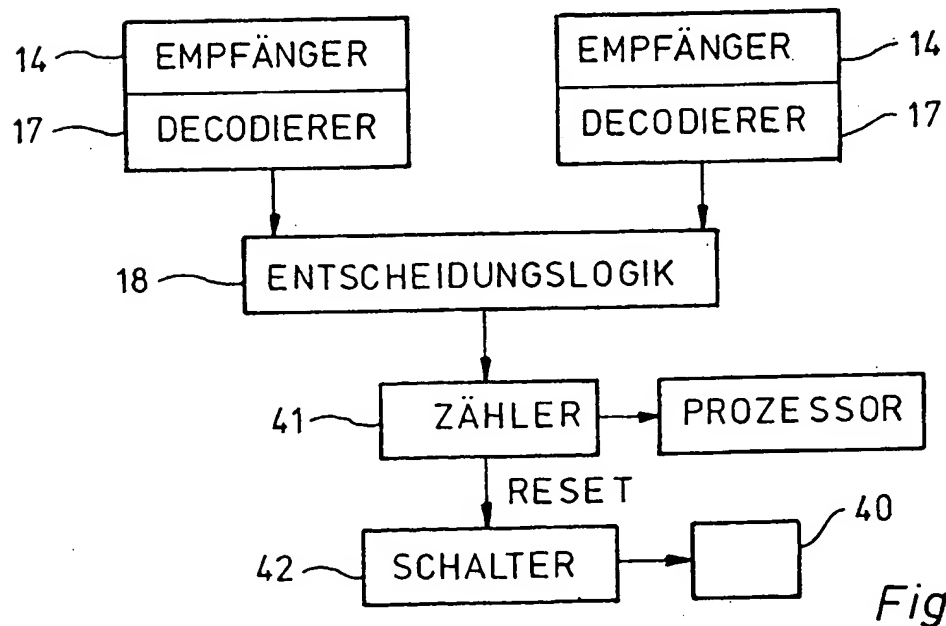 14 EMPFÄNGER EMPFÄNGER 14
17 DECODIERER DECODIERER 17
18 ENTSCHEIDUNGSLOGIK
41 ZÄHLER PROZESSOR
RESET
42 SCHALTER 40
Fig